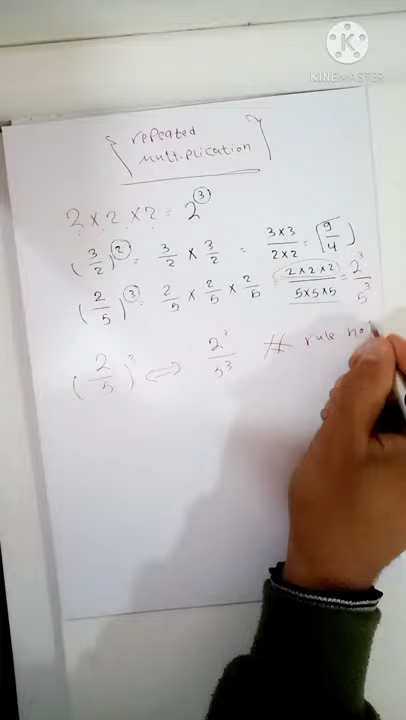 KINEMASTER
repeated
multiplication
2 × 2 × 2 = 2³
(3/2)² = 3/2 × 3/2 = 3×3/2×2 = 9/4
(2/5)³ = 2/5 × 2/5 × 2/5 = 2×2×2/5×5×5 = 2³/5³
(2/5)³ ⟺ 2³/5³ # rule no